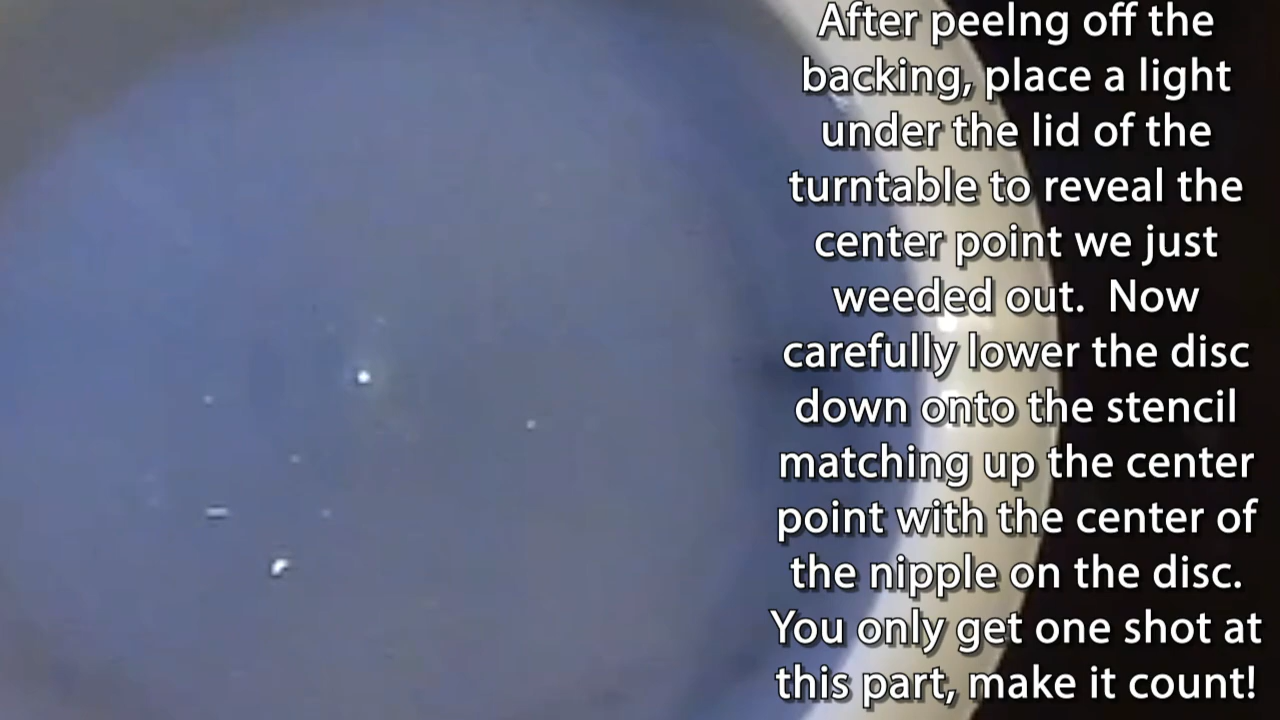 After peelng off the
backing, place a light
under the lid of the
turntable to reveal the
center point we just
weeded out.  Now
carefully lower the disc
down onto the stencil
matching up the center
point with the center of
the nipple on the disc.
You only get one shot at
this part, make it count!